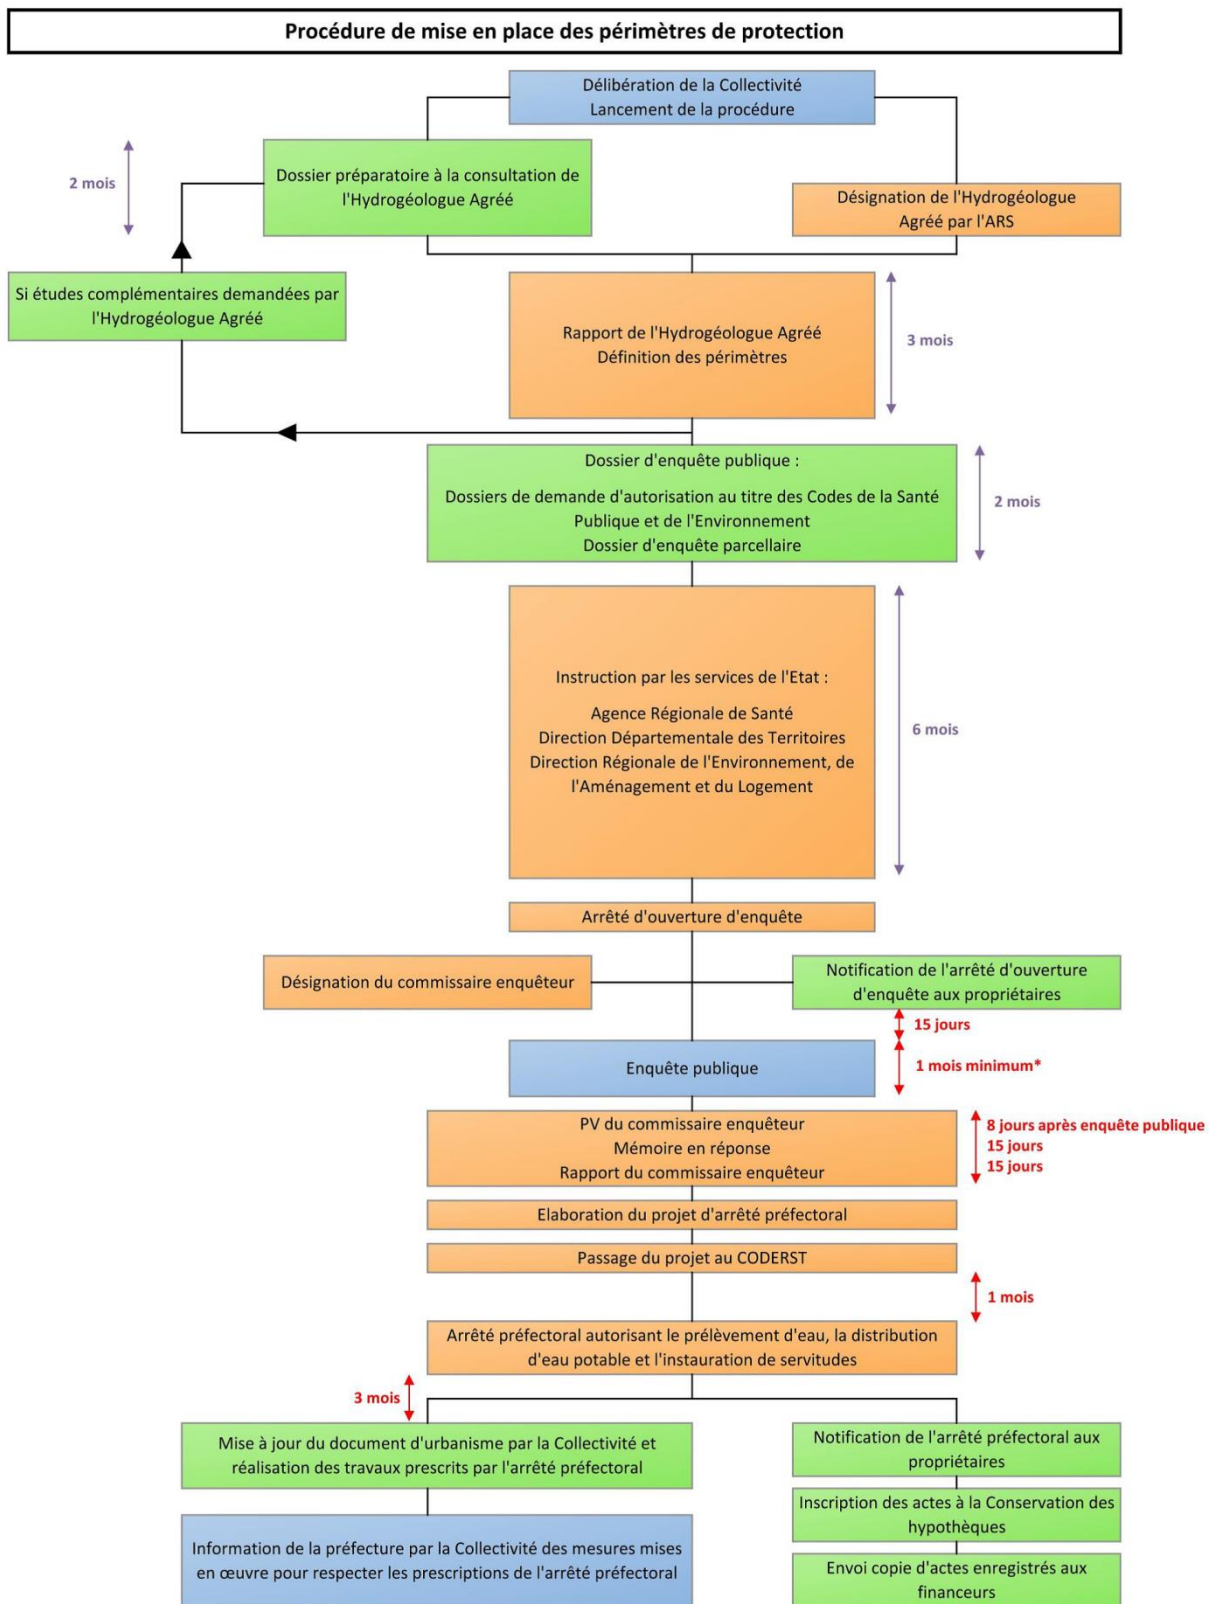 Procédure de mise en place des périmètres de protection
Délibération de la Collectivité
Lancement de la procédure
2 mois
Dossier préparatoire à la consultation de
l'Hydrogéologue Agréé
Désignation de l'Hydrogéologue
Agréé par l'ARS
Si études complémentaires demandées par
l'Hydrogéologue Agréé
Rapport de l'Hydrogéologue Agréé
Définition des périmètres
3 mois
Dossier d'enquête publique :
Dossiers de demande d'autorisation au titre des Codes de la Santé
Publique et de l'Environnement
Dossier d'enquête parcellaire
2 mois
Instruction par les services de l'Etat :
Agence Régionale de Santé
Direction Départementale des Territoires
Direction Régionale de l'Environnement, de
l'Aménagement et du Logement
6 mois
Arrêté d'ouverture d'enquête
Désignation du commissaire enquêteur
Notification de l'arrêté d'ouverture
d'enquête aux propriétaires
15 jours
Enquête publique
1 mois minimum*
PV du commissaire enquêteur
Mémoire en réponse
Rapport du commissaire enquêteur
8 jours après enquête publique
15 jours
15 jours
Elaboration du projet d'arrêté préfectoral
Passage du projet au CODERST
1 mois
Arrêté préfectoral autorisant le prélèvement d'eau, la distribution
d'eau potable et l'instauration de servitudes
3 mois
Mise à jour du document d'urbanisme par la Collectivité et
réalisation des travaux prescrits par l'arrêté préfectoral
Information de la préfecture par la Collectivité des mesures mises
en œuvre pour respecter les prescriptions de l'arrêté préfectoral
Notification de l'arrêté préfectoral aux
propriétaires
Inscription des actes à la Conservation des
hypothèques
Envoi copie d'actes enregistrés aux
financeurs